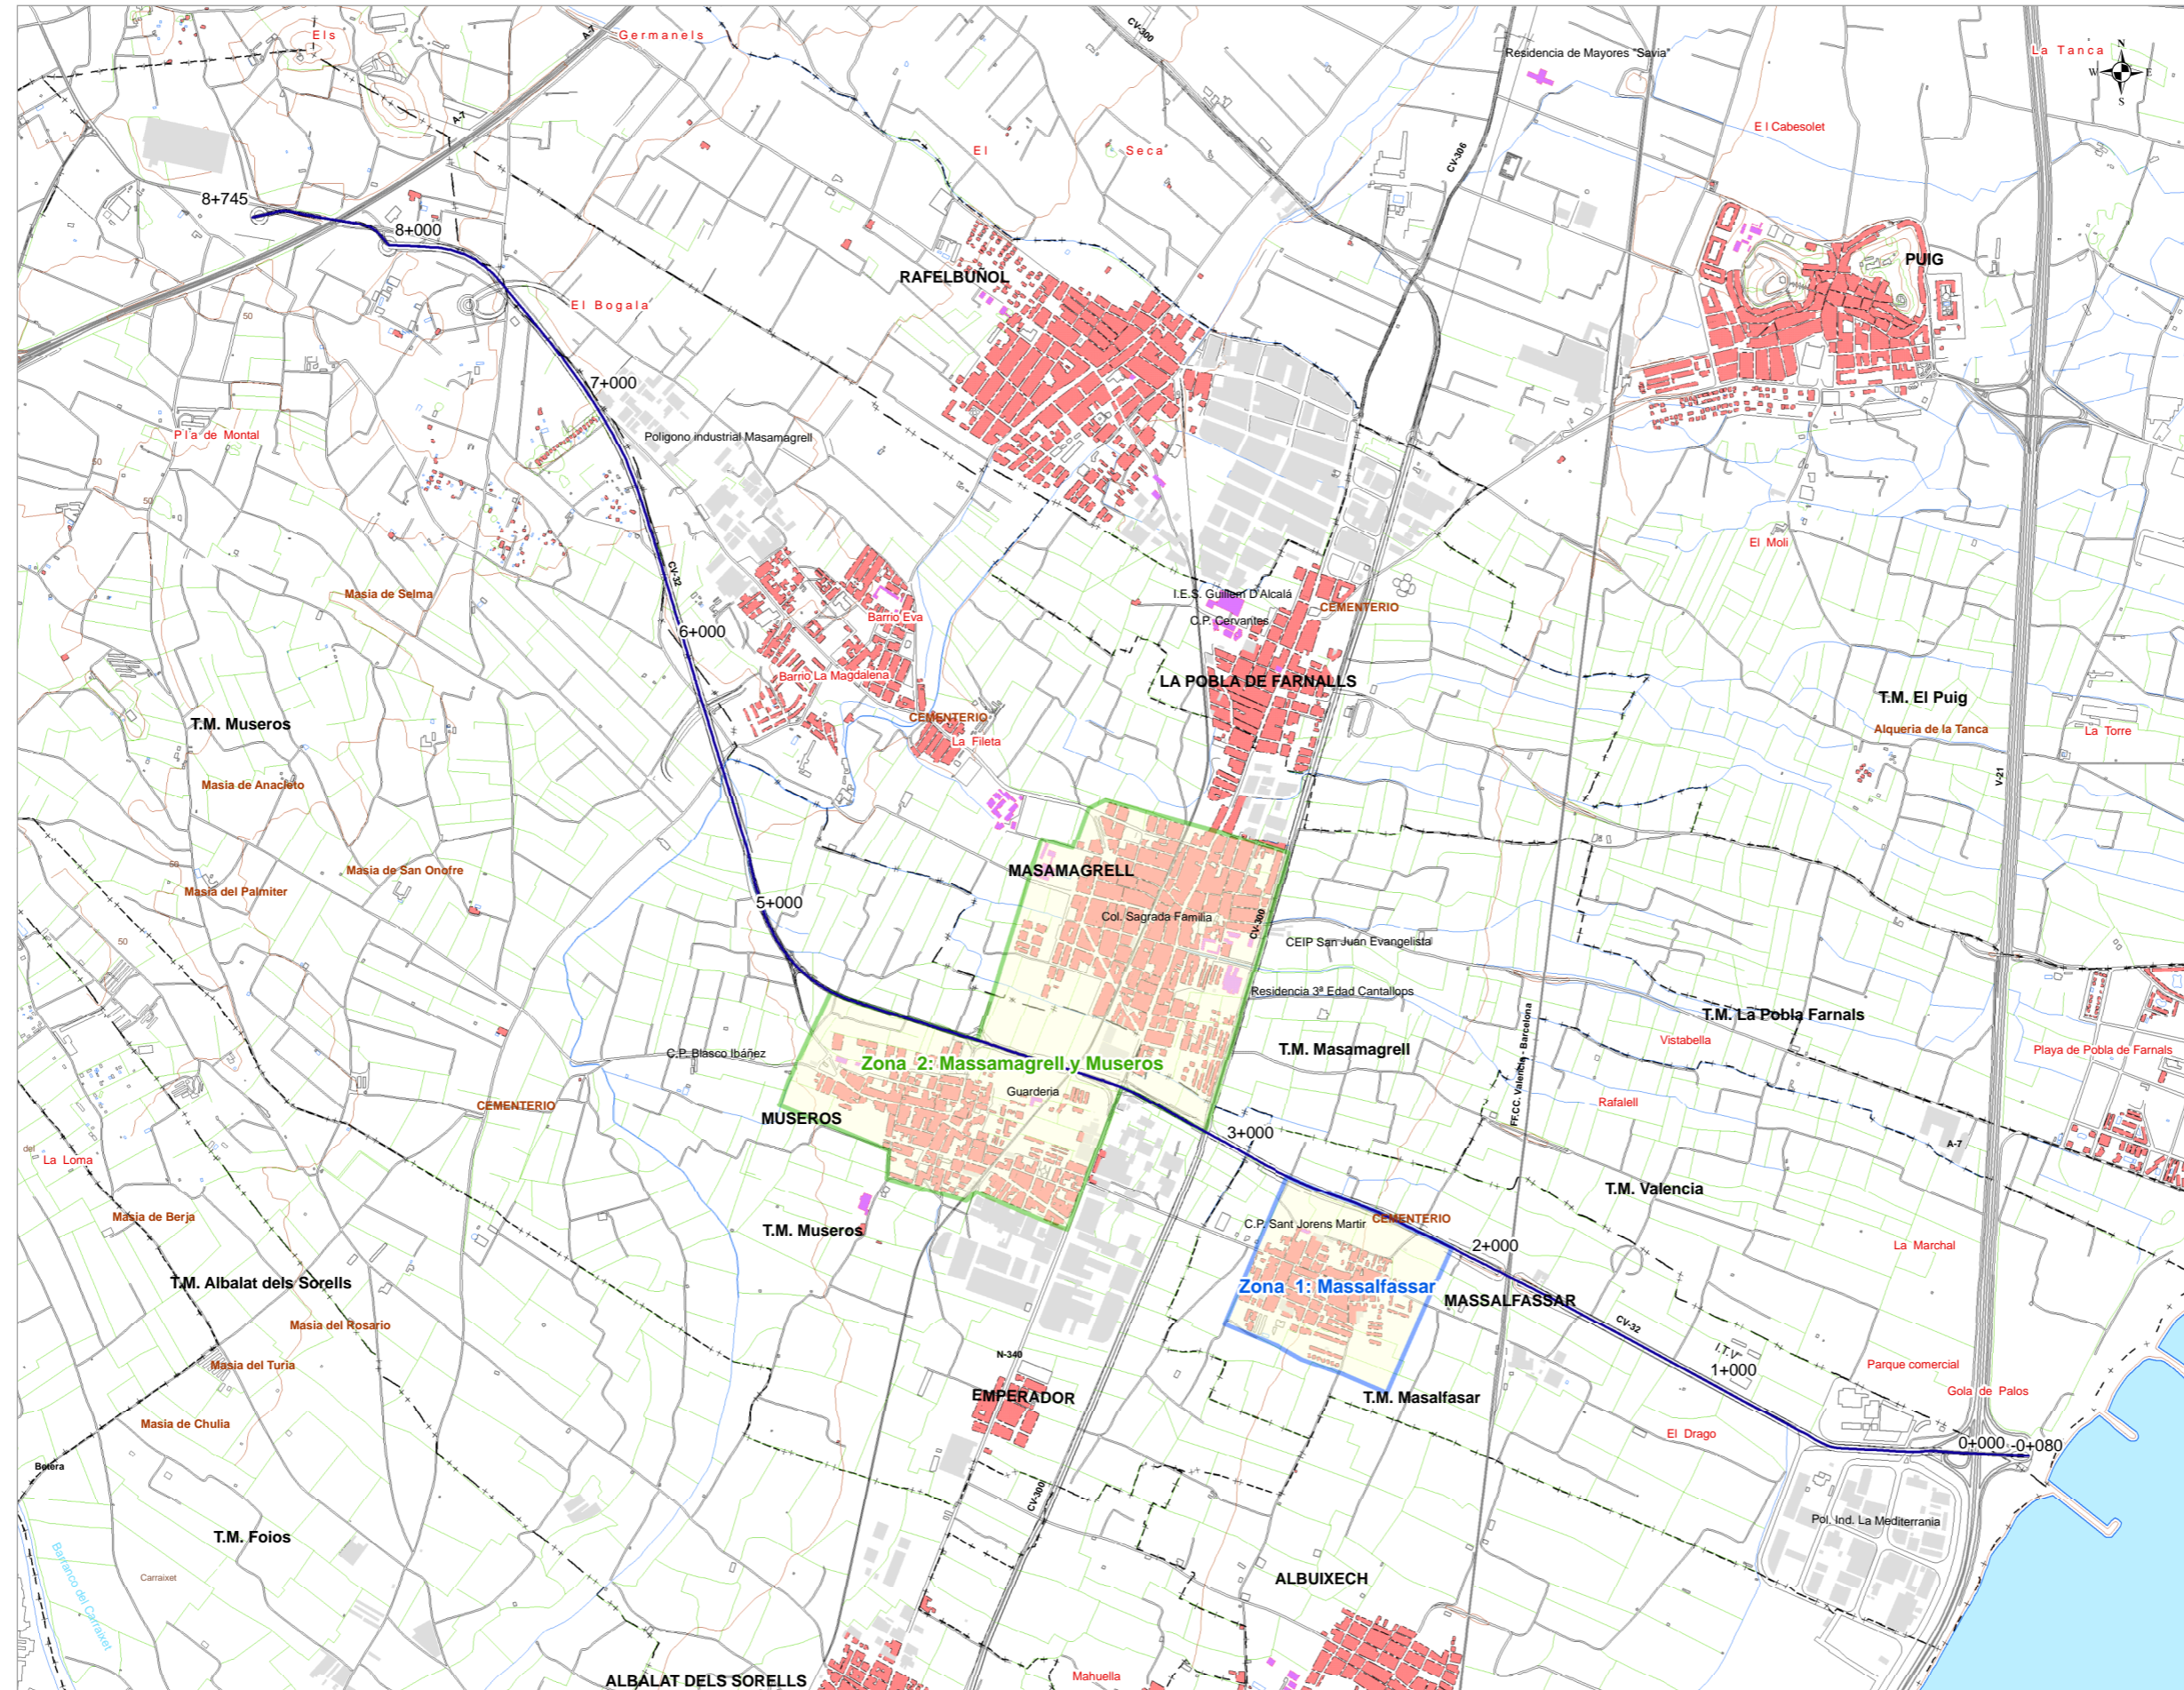 Els
A-7
Germanels
CV-300
Residencia de Mayores "Savia"
La Tanca
N
W
E
S
A-7
El
Seca
CV-306
El Cabesolet
8+745
8+000
El Bogala
50
RAFELBUÑOL
PUIG
7+000
Poligono industrial Masamagrell
Pla de Montal
50
50
El Moli
CV-32
Masia de Selma
I.E.S. Guillem D'Alcalá
CEMENTERIO
Barrio Eva
C.P. Cervantes
6+000
Barrio La Magdalena
LA POBLA DE FARNALLS
T.M. El Puig
T.M. Museros
CEMENTERIO
Alqueria de la Tanca
La Torre
La Fileta
V-21
Masia de Anacleto
50
Masia de San Onofre
MASAMAGRELL
Masia del Palmiter
5+000
Col. Sagrada Familia
CV-300
50
CEIP San Juan Evangelista
Residencia 3ª Edad Cantallops
T.M. La Pobla Farnals
C.P. Blasco Ibáñez
Zona 2: Massamagrell y Museros
T.M. Masamagrell
FF.CC. Valencia - Barcelona
Vistabella
Playa de Pobla de Farnals
Guarderia
CEMENTERIO
MUSEROS
Rafalell
3+000
A-7
del
La Loma
T.M. Valencia
Masia de Berja
T.M. Museros
C.P. Sant Jorens Martir
CEMENTERIO
2+000
La Marchal
T.M. Albalat dels Sorells
Zona 1: Massalfassar
MASSALFASSAR
Masia del Rosario
CV-32
I.T.V.
N-340
Masia del Turia
1+000
Parque comercial
EMPERADOR
T.M. Masalfasar
Gola de Palos
Masia de Chulia
El Drago
0+000
-0+080
Betera
CV-300
Pol. Ind. La Mediterrania
T.M. Foios
Barranco del Carraixet
Carraixet
ALBUIXECH
ALBALAT DELS SORELLS
Mahuella